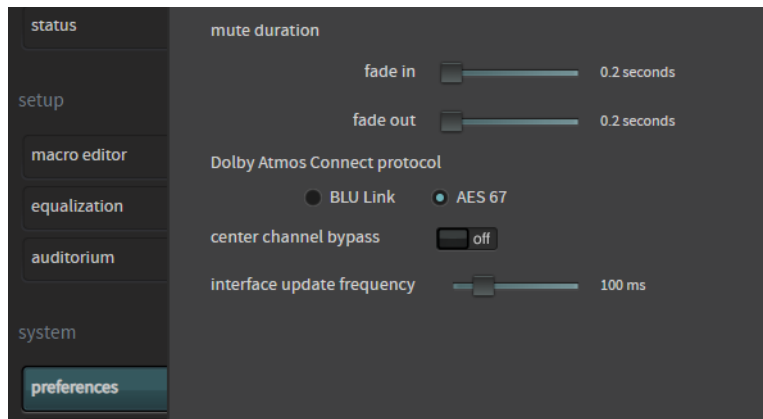 status
setup
macro editor
equalization
auditorium
system
preferences
mute duration
fade in 0.2 seconds
fade out 0.2 seconds
Dolby Atmos Connect protocol
BLU Link AES 67
center channel bypass off
interface update frequency 100 ms